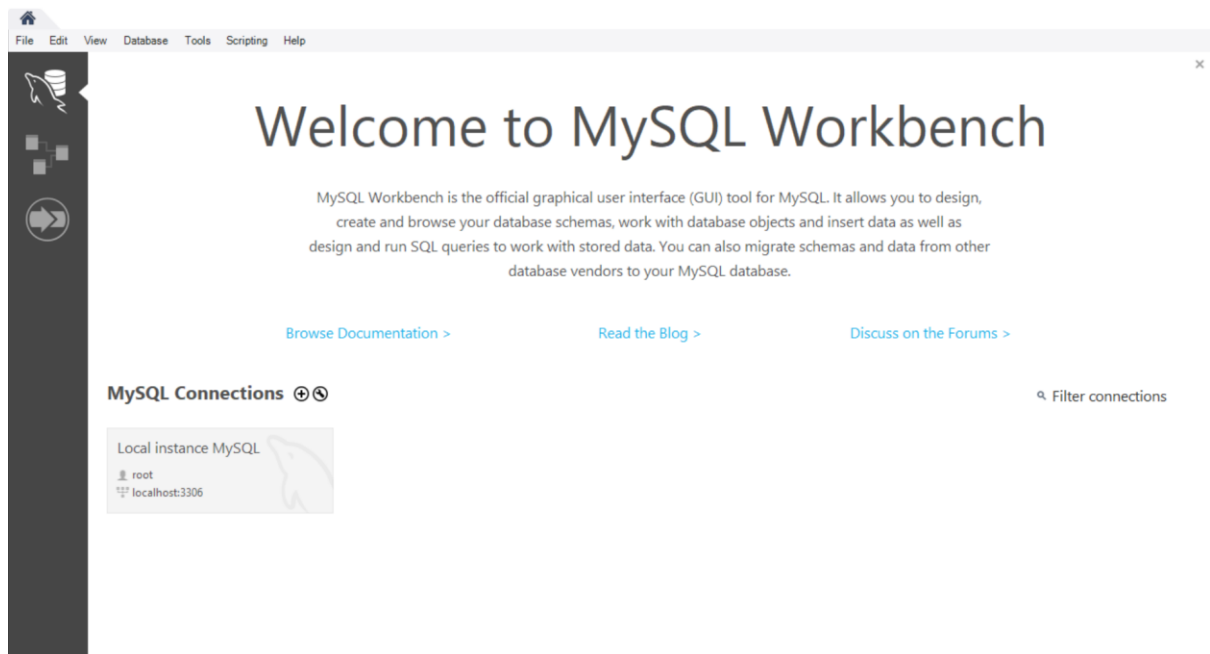 File Edit View Database Tools Scripting Help
Welcome to MySQL Workbench
MySQL Workbench is the official graphical user interface (GUI) tool for MySQL. It allows you to design,
create and browse your database schemas, work with database objects and insert data as well as
design and run SQL queries to work with stored data. You can also migrate schemas and data from other
database vendors to your MySQL database.
Browse Documentation > Read the Blog > Discuss on the Forums >
MySQL Connections Filter connections
Local instance MySQL
root
localhost:3306